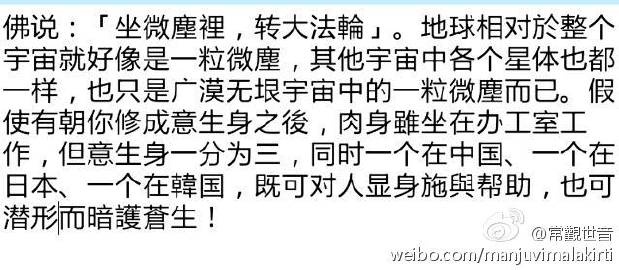 佛说：「坐微塵裡，转大法輪」。地球相对於整个
宇宙就好像是一粒微塵，其他宇宙中各个星体也都
一样，也只是广漠无垠宇宙中的一粒微塵而已。假
使有朝你修成意生身之後，肉身雖坐在办工室工
作，但意生身一分为三，同时一个在中国、一个在
日本、一个在韓国，既可对人显身施與帮助，也可
潜形而暗護蒼生！
@常觀世音
weibo.com/manjuvimalakirti